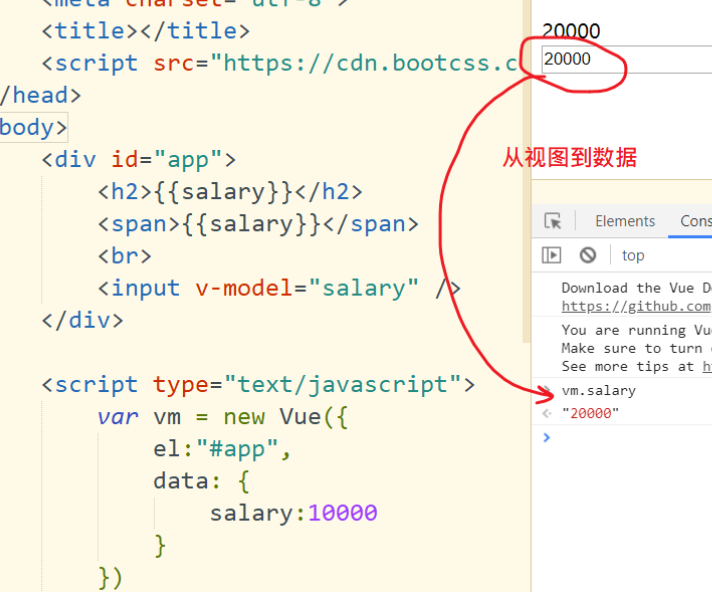 <meta charset="utf-8">
<title></title>
<script src="https://cdn.bootcss.c
/head>
body>
<div id="app">
<h2>{{salary}}</h2>
<span>{{salary}}</span>
<br>
<input v-model="salary" />
</div>
<script type="text/javascript">
var vm = new Vue({
el:"#app",
data: {
salary:10000
}
})
20000
20000
从视图到数据
Elements
Cons
top
Download the Vue De
https://github.com
You are running Vue
Make sure to turn
See more tips at h
> vm.salary
"20000"